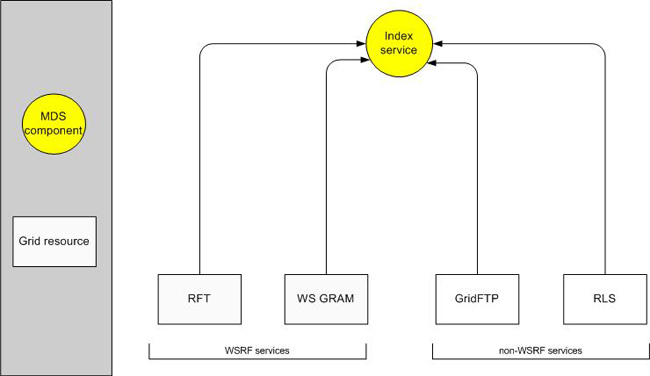 Index
service
MDS
component
Grid resource
RFT
WS GRAM
GridFTP
RLS
WSRF services
non-WSRF services